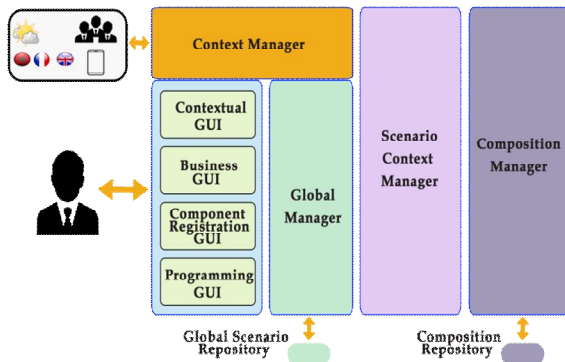 Context Manager
Contextual
GUI
Business
GUI
Component
Registration
GUI
Programming
GUI
Global
Manager
Scenario
Context
Manager
Composition
Manager
Global Scenario
Repository
Composition
Repository